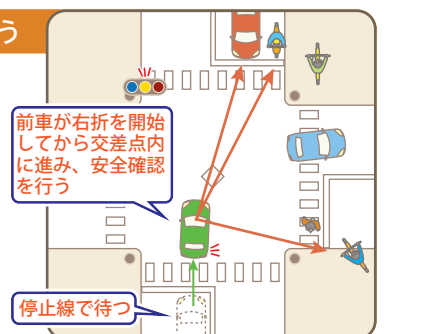 う
前車が右折を開始
してから交差点内
に進み、安全確認
を行う
停止線で待つ